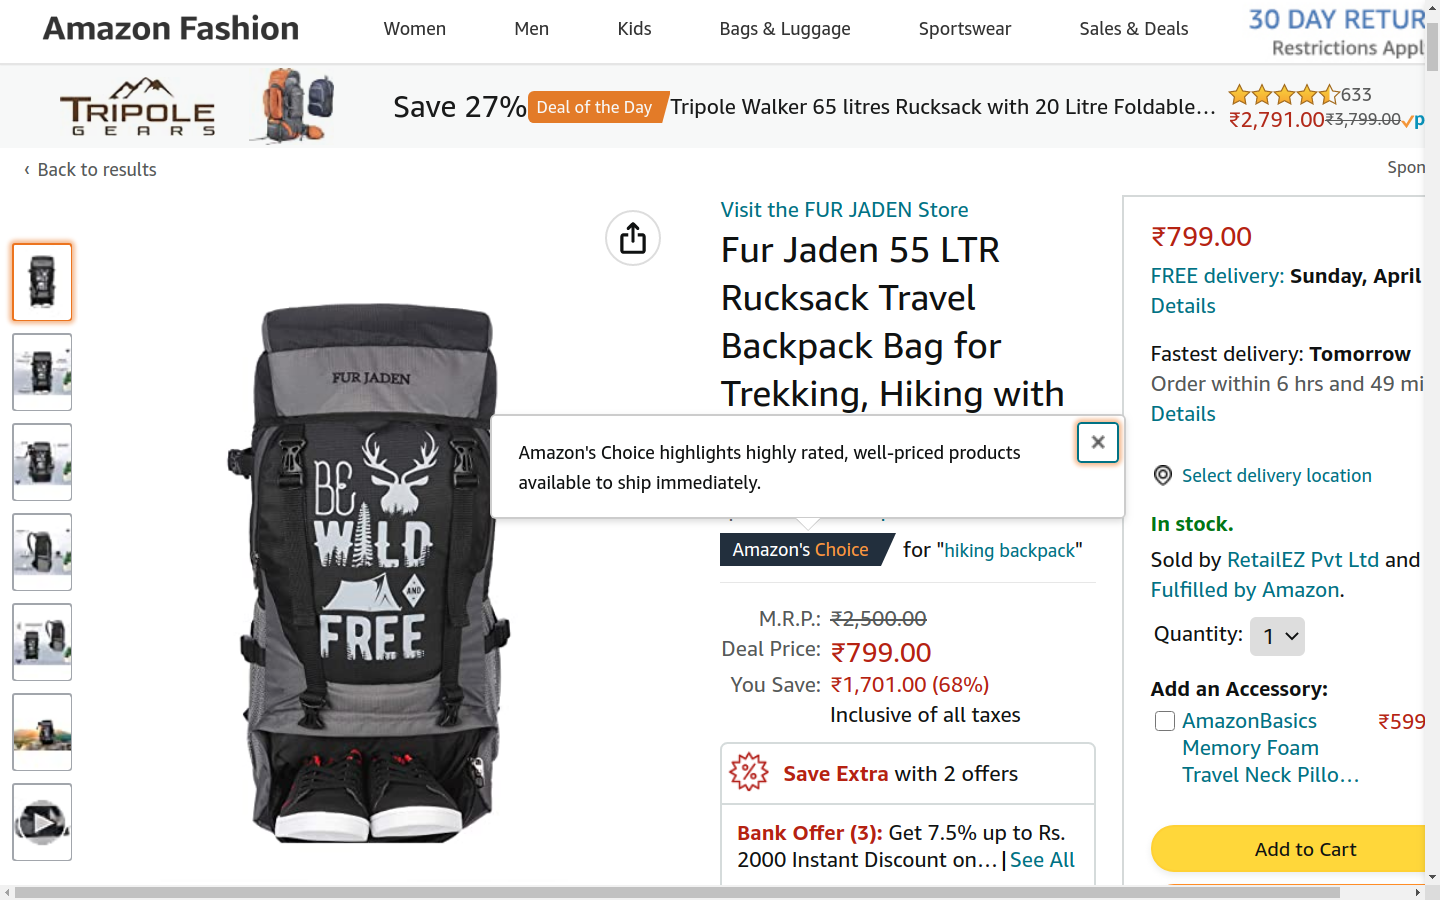 Amazon Fashion
Women
Men
Kids
Bags & Luggage
Sportswear
Sales & Deals
30 DAY RETUR
Restrictions Appl
TRIPOLE
GEARS
Save 27%
Deal of the Day
Tripole Walker 65 litres Rucksack with 20 Litre Foldable…
633
₹2,791.00 ₹3,799.00 p
‹ Back to results
Spon
Visit the FUR JADEN Store
Fur Jaden 55 LTR
Rucksack Travel
Backpack Bag for
Trekking, Hiking with
FUR JADEN
BE
WILD
AND
FREE
Amazon's Choice highlights highly rated, well-priced products
available to ship immediately.
Amazon's Choice for "hiking backpack"
M.R.P.: ₹2,500.00
Deal Price: ₹799.00
You Save: ₹1,701.00 (68%)
Inclusive of all taxes
% Save Extra with 2 offers
Bank Offer (3): Get 7.5% up to Rs.
2000 Instant Discount on… | See All
₹799.00
FREE delivery: Sunday, April
Details
Fastest delivery: Tomorrow
Order within 6 hrs and 49 mi
Details
Select delivery location
In stock.
Sold by RetailEZ Pvt Ltd and
Fulfilled by Amazon.
Quantity: 1
Add an Accessory:
AmazonBasics ₹599
Memory Foam
Travel Neck Pillo…
Add to Cart